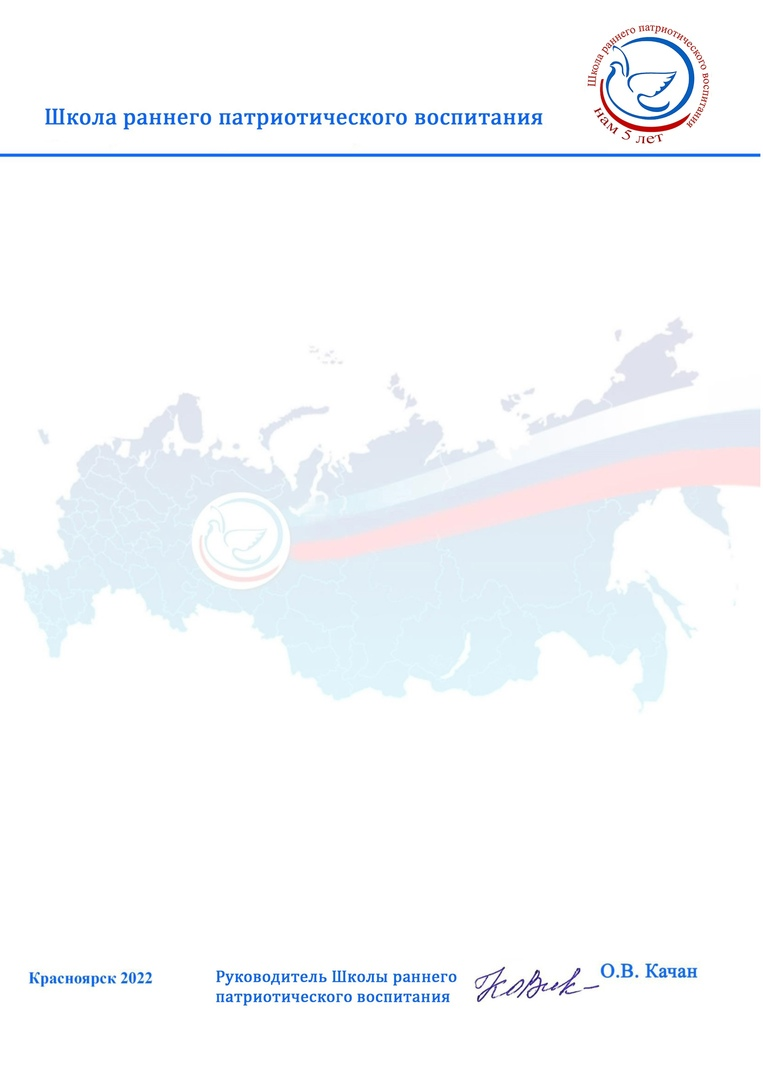 Школа раннего патриотического воспитания
нам 5 лет
Школа раннего патриотического воспитания
Красноярск 2022
Руководитель Школы раннего
патриотического воспитания
О.В. Качан